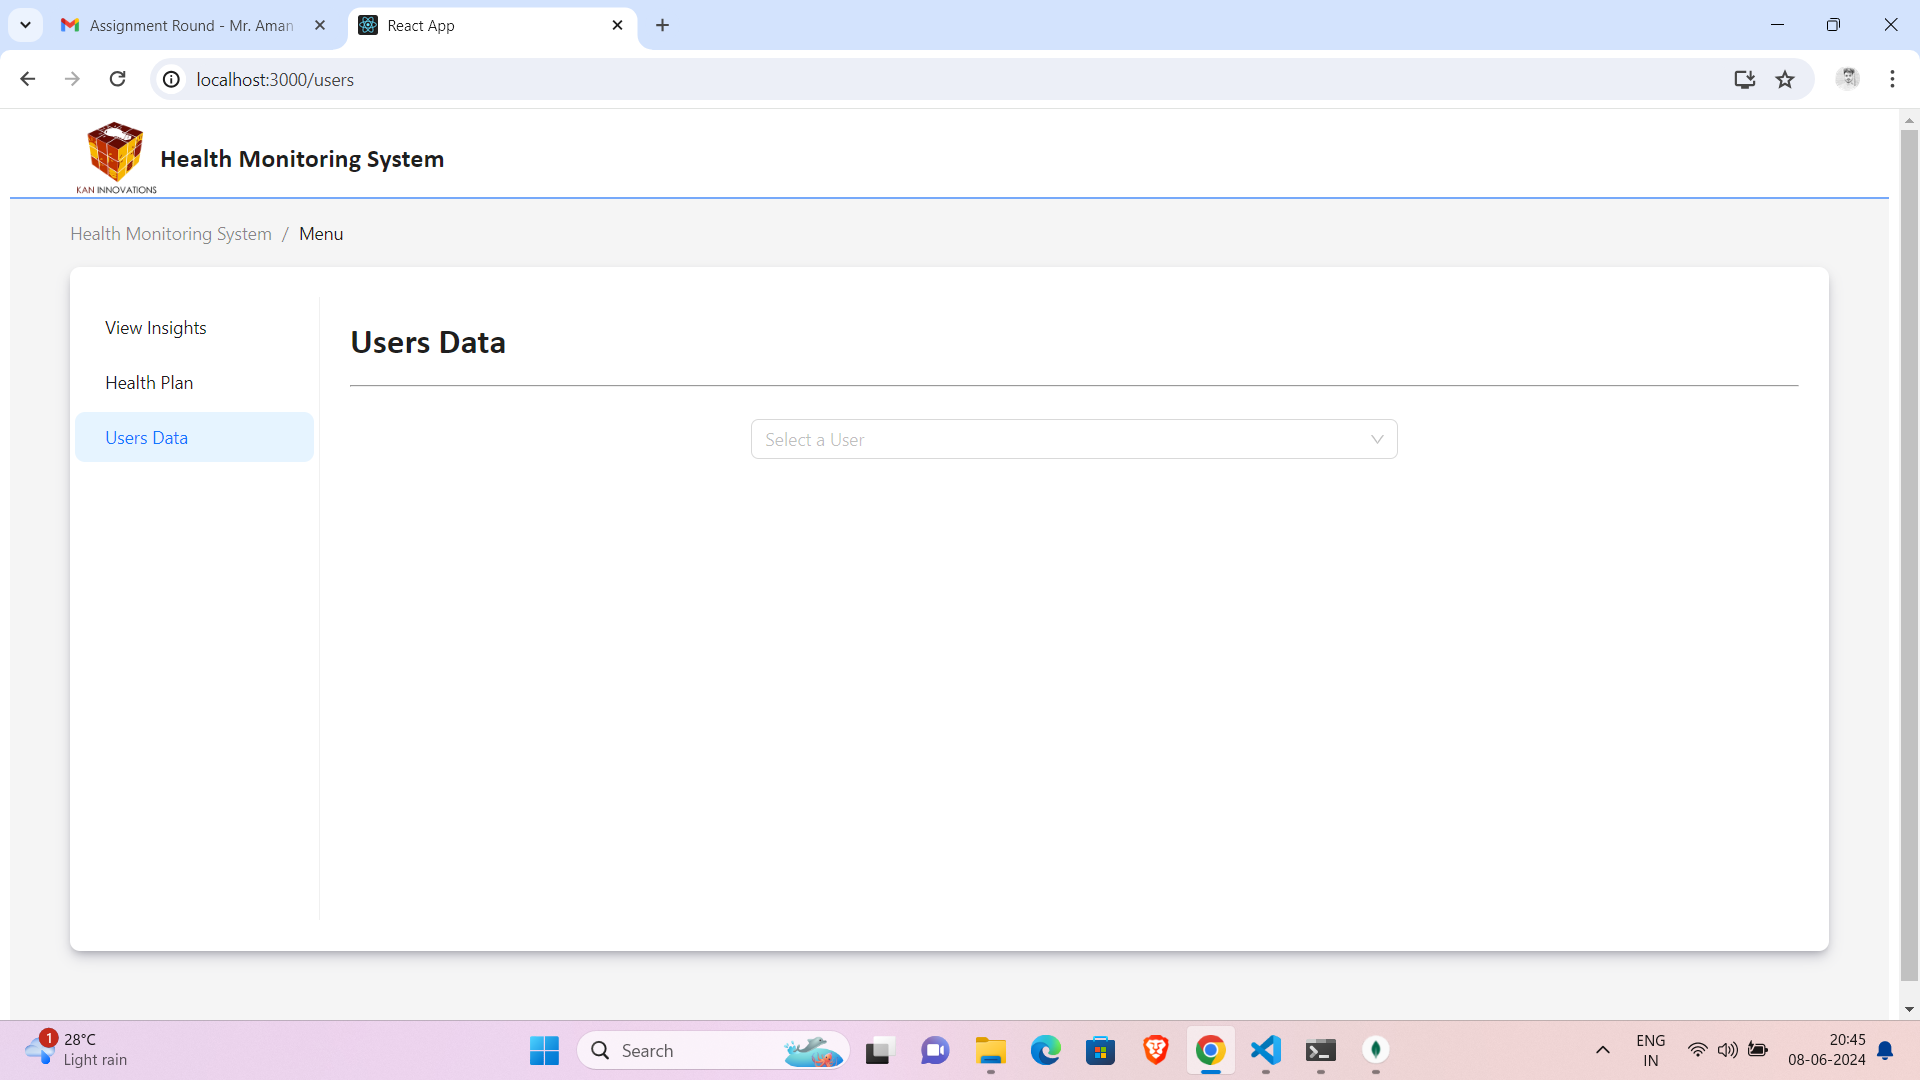 Assignment Round - Mr. Aman
React App
localhost:3000/users
KAN INNOVATIONS
Health Monitoring System
Health Monitoring System / Menu
View Insights
Health Plan
Users Data
Users Data
Select a User
1
28°C
Light rain
Search
ENG
IN
20:45
08-06-2024